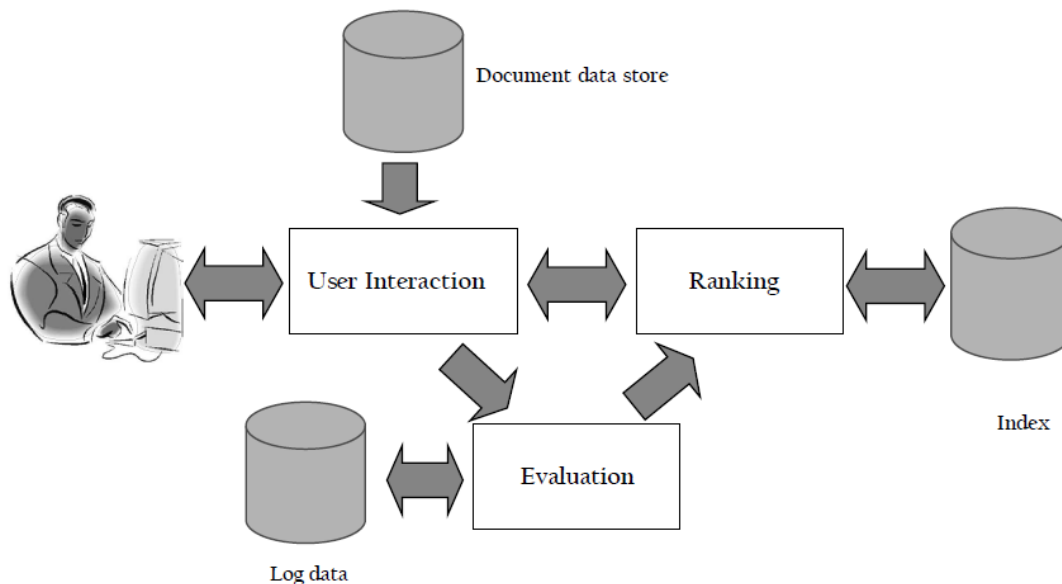 Document data store
User Interaction
Ranking
Index
Evaluation
Log data